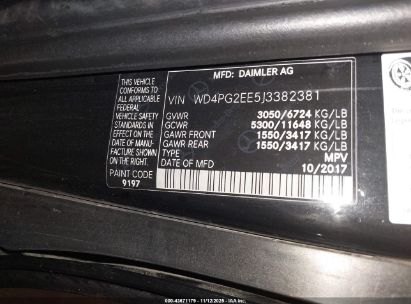 MFD: DAIMLER AG
THIS VEHICLE
CONFORMS TO
ALL APPLICABLE
FEDERAL MOTOR
VEHICLE SAFETY
STANDARDS IN
EFFECT ON THE
DATE OF MANU-
FACTURE SHOWN
ABOVE.
PAINT CODE
9197
VIN WD4PG2EE5J3382381
GVWR 3050/6724 KG/LB
GCWR 5300/11648 KG/LB
GAWR FRONT 1550/3417 KG/LB
GAWR REAR 1550/3417 KG/LB
TYPE MPV
DATE OF MFD. 10/2017